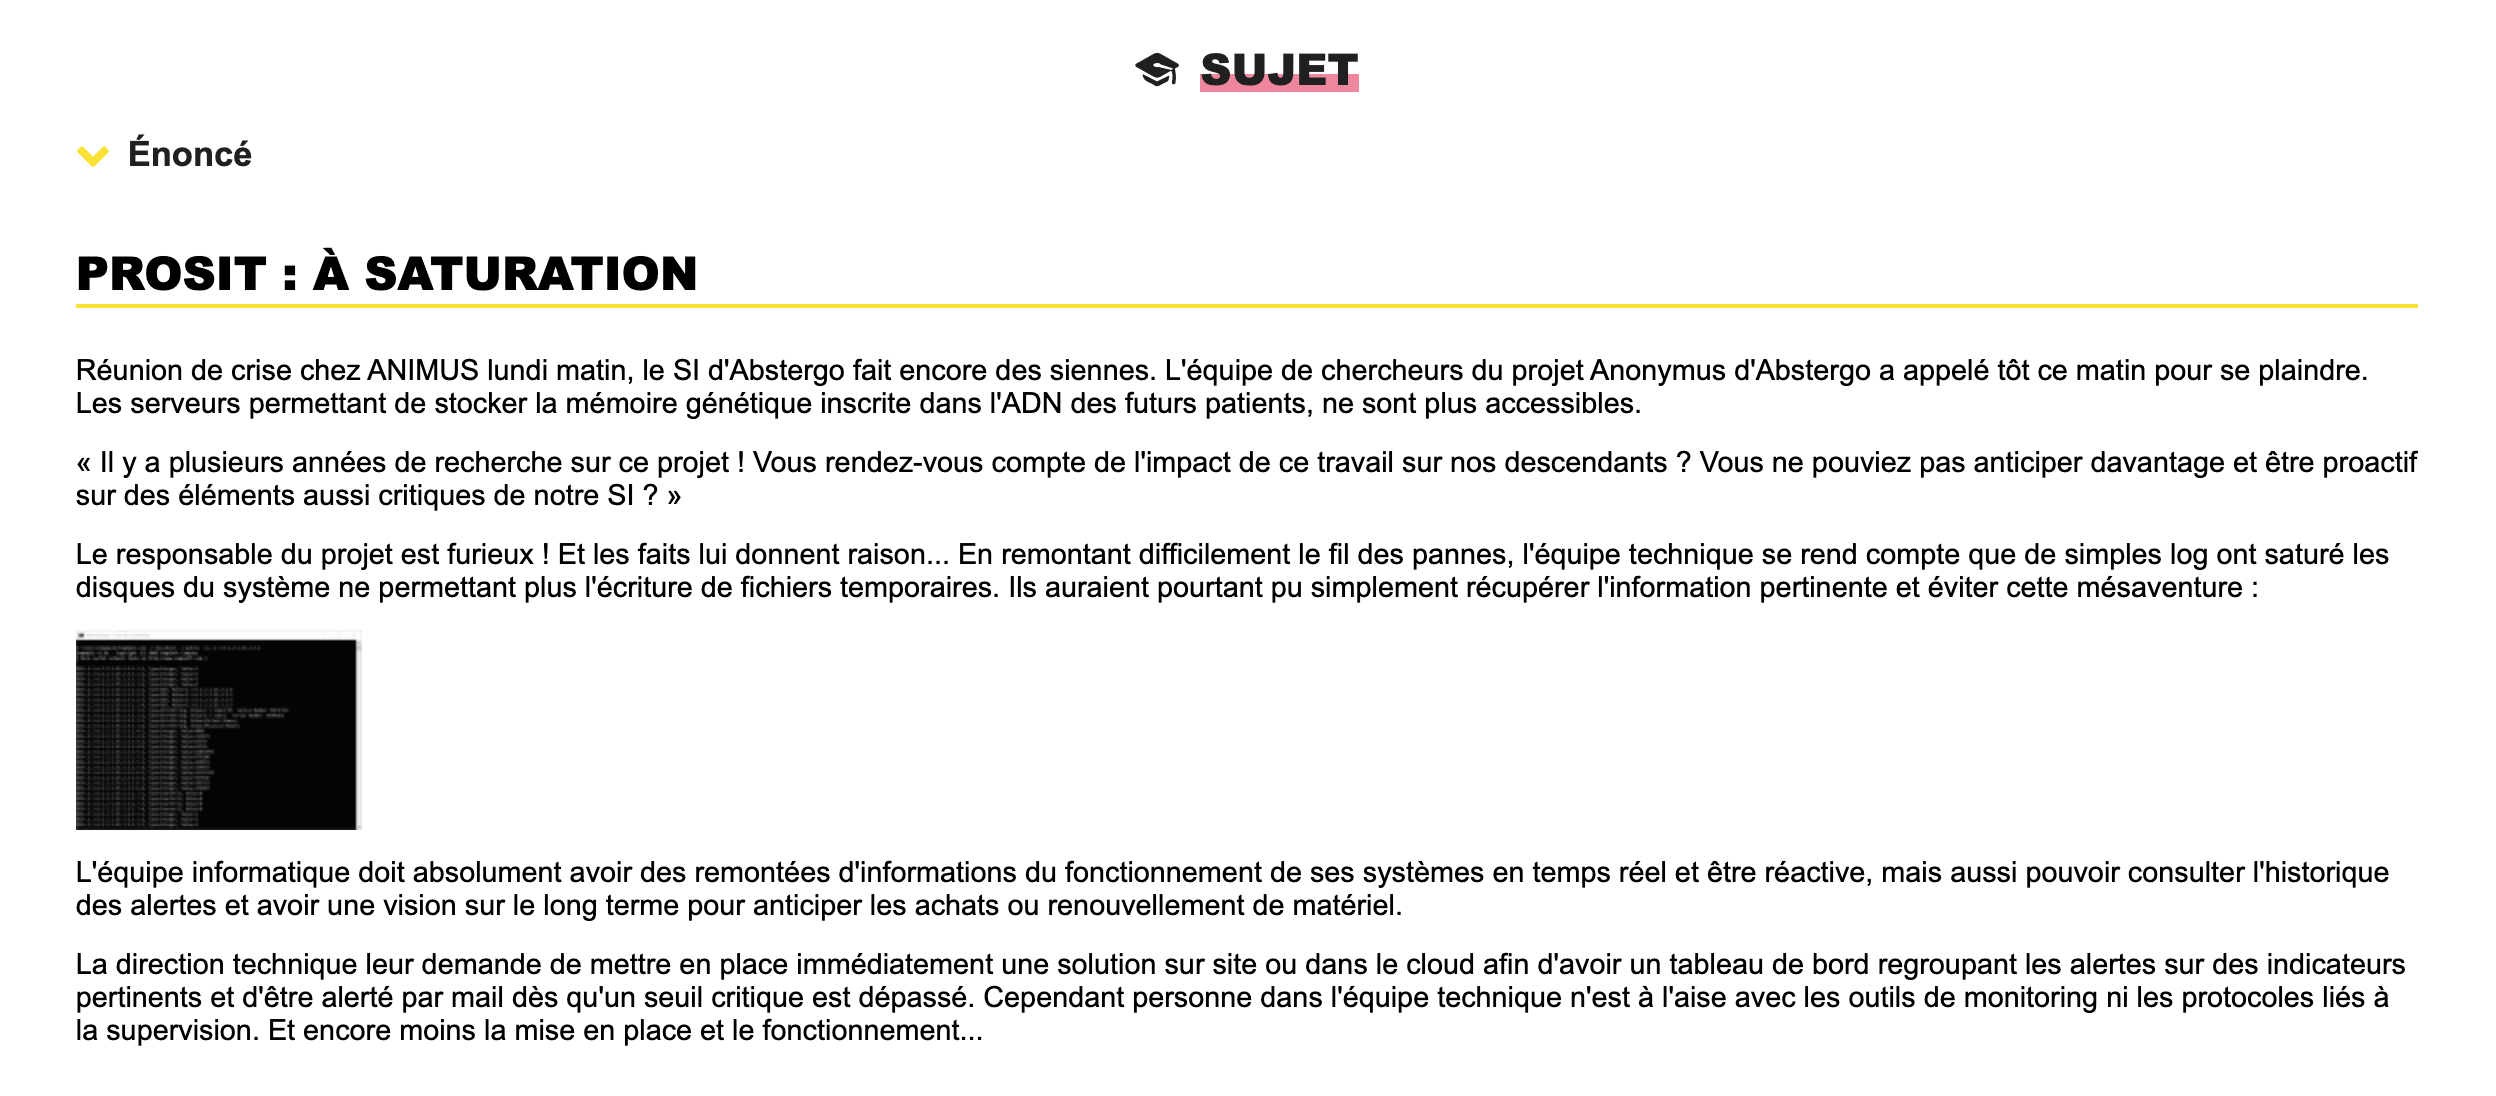 SUJET
Énoncé
PROSIT : À SATURATION
Réunion de crise chez ANIMUS lundi matin, le SI d'Abstergo fait encore des siennes. L'équipe de chercheurs du projet Anonymus d'Abstergo a appelé tôt ce matin pour se plaindre.
Les serveurs permettant de stocker la mémoire génétique inscrite dans l'ADN des futurs patients, ne sont plus accessibles.
« Il y a plusieurs années de recherche sur ce projet ! Vous rendez-vous compte de l'impact de ce travail sur nos descendants ? Vous ne pouviez pas anticiper davantage et être proactif
sur des éléments aussi critiques de notre SI ? »
Le responsable du projet est furieux ! Et les faits lui donnent raison... En remontant difficilement le fil des pannes, l'équipe technique se rend compte que de simples log ont saturé les
disques du système ne permettant plus l'écriture de fichiers temporaires. Ils auraient pourtant pu simplement récupérer l'information pertinente et éviter cette mésaventure :
L'équipe informatique doit absolument avoir des remontées d'informations du fonctionnement de ses systèmes en temps réel et être réactive, mais aussi pouvoir consulter l'historique
des alertes et avoir une vision sur le long terme pour anticiper les achats ou renouvellement de matériel.
La direction technique leur demande de mettre en place immédiatement une solution sur site ou dans le cloud afin d'avoir un tableau de bord regroupant les alertes sur des indicateurs
pertinents et d'être alerté par mail dès qu'un seuil critique est dépassé. Cependant personne dans l'équipe technique n'est à l'aise avec les outils de monitoring ni les protocoles liés à
la supervision. Et encore moins la mise en place et le fonctionnement...